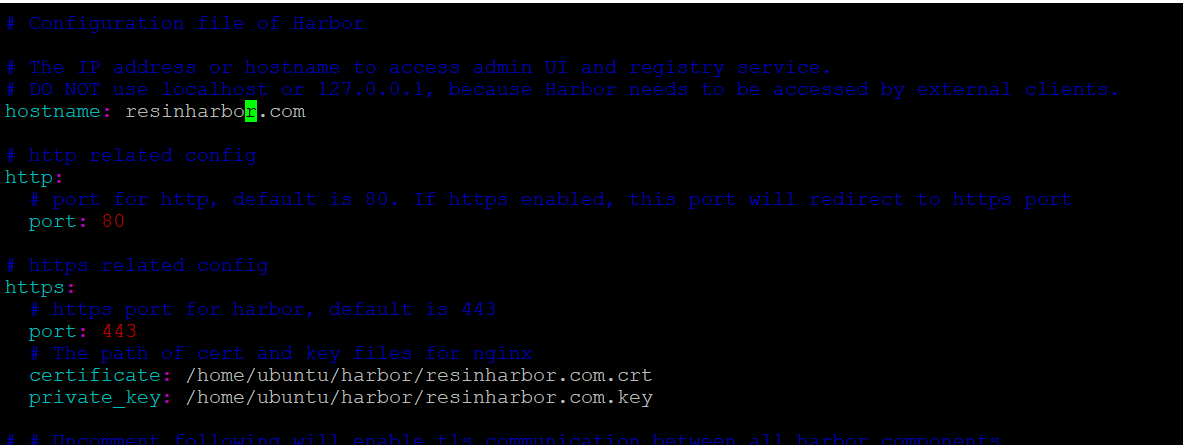 # Configuration file of Harbor
# The IP address or hostname to access admin UI and registry service.
# DO NOT use localhost or 127.0.0.1, because Harbor needs to be accessed by external clients.
hostname: resinharbor.com
# http related config
http:
# port for http, default is 80. If https enabled, this port will redirect to https port
port: 80
# https related config
https:
# https port for harbor, default is 443
port: 443
# The path of cert and key files for nginx
certificate: /home/ubuntu/harbor/resinharbor.com.crt
private_key: /home/ubuntu/harbor/resinharbor.com.key
# # Uncomment following will enable tls communication between all harbor components